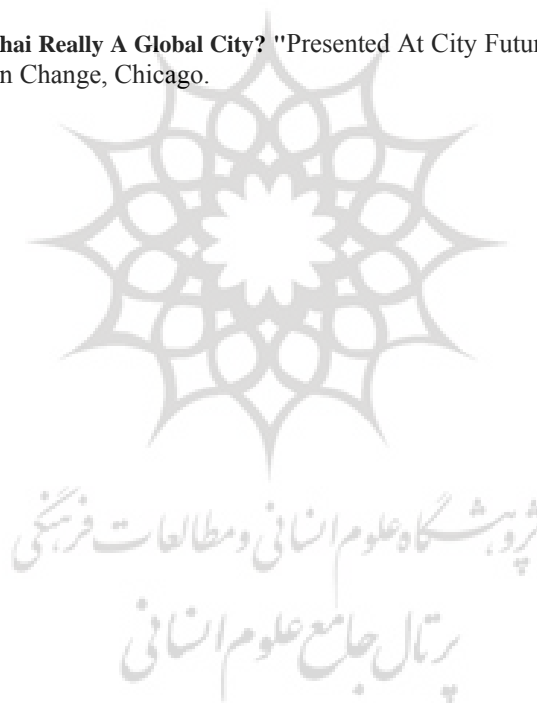 hai Really A Global City? "Presented At City Futur
n Change, Chicago.
پژوهشگاه علوم انسانی و مطالعات فرهنگی
پرتال جامع علوم انسانی